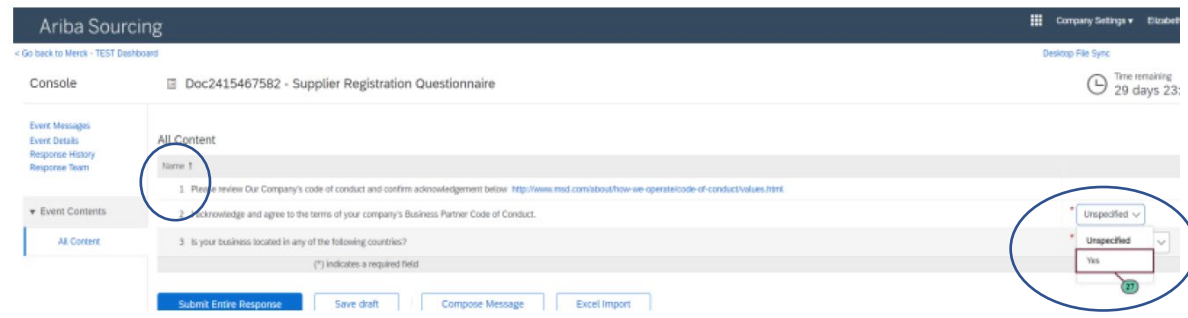 Ariba Sourcing
Company Settings ▾ Elizabeth
< Go back to Merck - TEST Dashboard
Desktop File Sync
Console
Doc2415467582 - Supplier Registration Questionnaire
Time remaining
29 days 23:
Event Messages
Event Details
Response History
Response Team
All Content
Name ↑
1 Please review Our Company's code of conduct and confirm acknowledgement below http://www.msd.com/about/how-we-operate/code-of-conduct/values.html
▾ Event Contents
2 I acknowledge and agree to the terms of your company's Business Partner Code of Conduct.
* Unspecified
All Content
3 Is your business located in any of the following countries?
* Unspecified
Yes
(*) indicates a required field
27
Submit Entire Response
Save draft
Compose Message
Excel Import